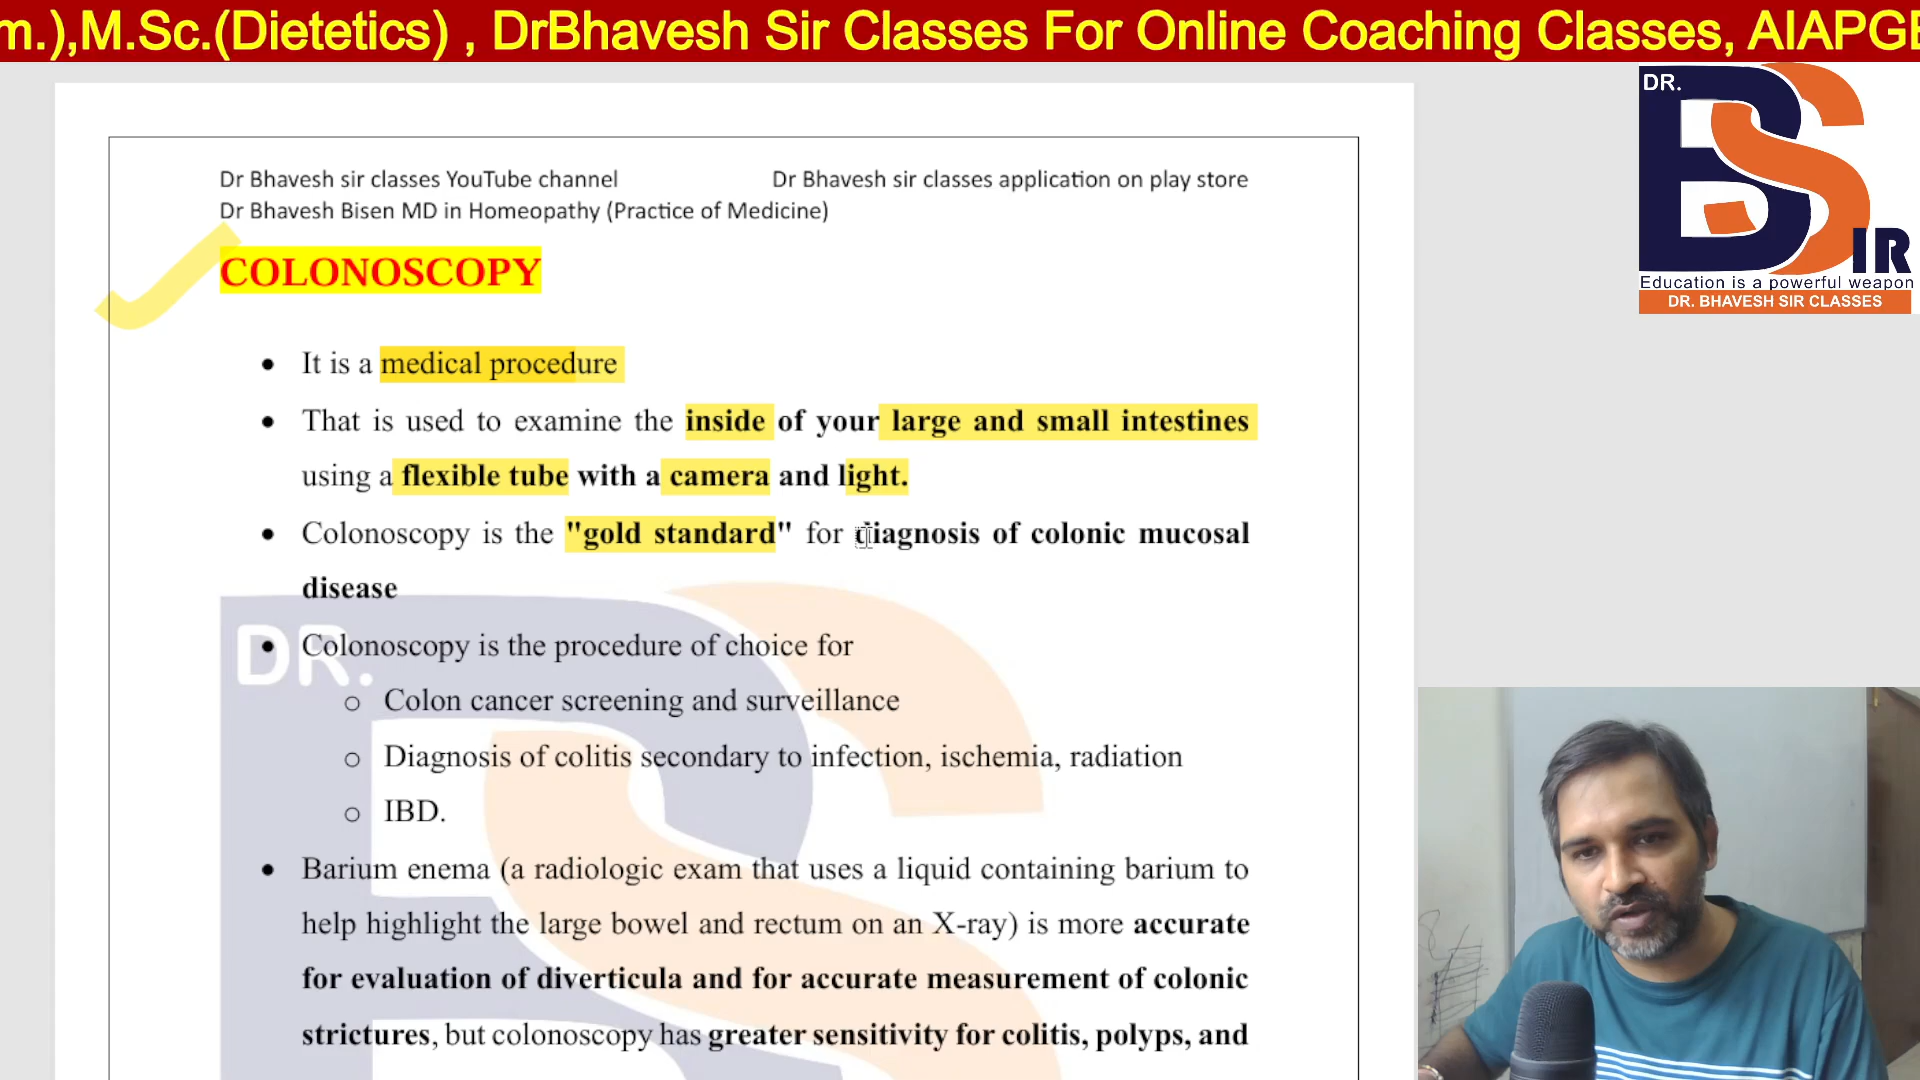 m.),M.Sc.(Dietetics) , DrBhavesh Sir Classes For Online Coaching Classes, AIAPGE
DR.
BS
IR
Education is a powerful weapon
DR. BHAVESH SIR CLASSES
Dr Bhavesh sir classes YouTube channel Dr Bhavesh sir classes application on play store
Dr Bhavesh Bisen MD in Homeopathy (Practice of Medicine)
COLONOSCOPY
• It is a medical procedure
• That is used to examine the inside of your large and small intestines
using a flexible tube with a camera and light.
• Colonoscopy is the "gold standard" for diagnosis of colonic mucosal
disease
DR.
• Colonoscopy is the procedure of choice for
o Colon cancer screening and surveillance
o Diagnosis of colitis secondary to infection, ischemia, radiation
o IBD.
• Barium enema (a radiologic exam that uses a liquid containing barium to
help highlight the large bowel and rectum on an X-ray) is more accurate
for evaluation of diverticula and for accurate measurement of colonic
strictures, but colonoscopy has greater sensitivity for colitis, polyps, and